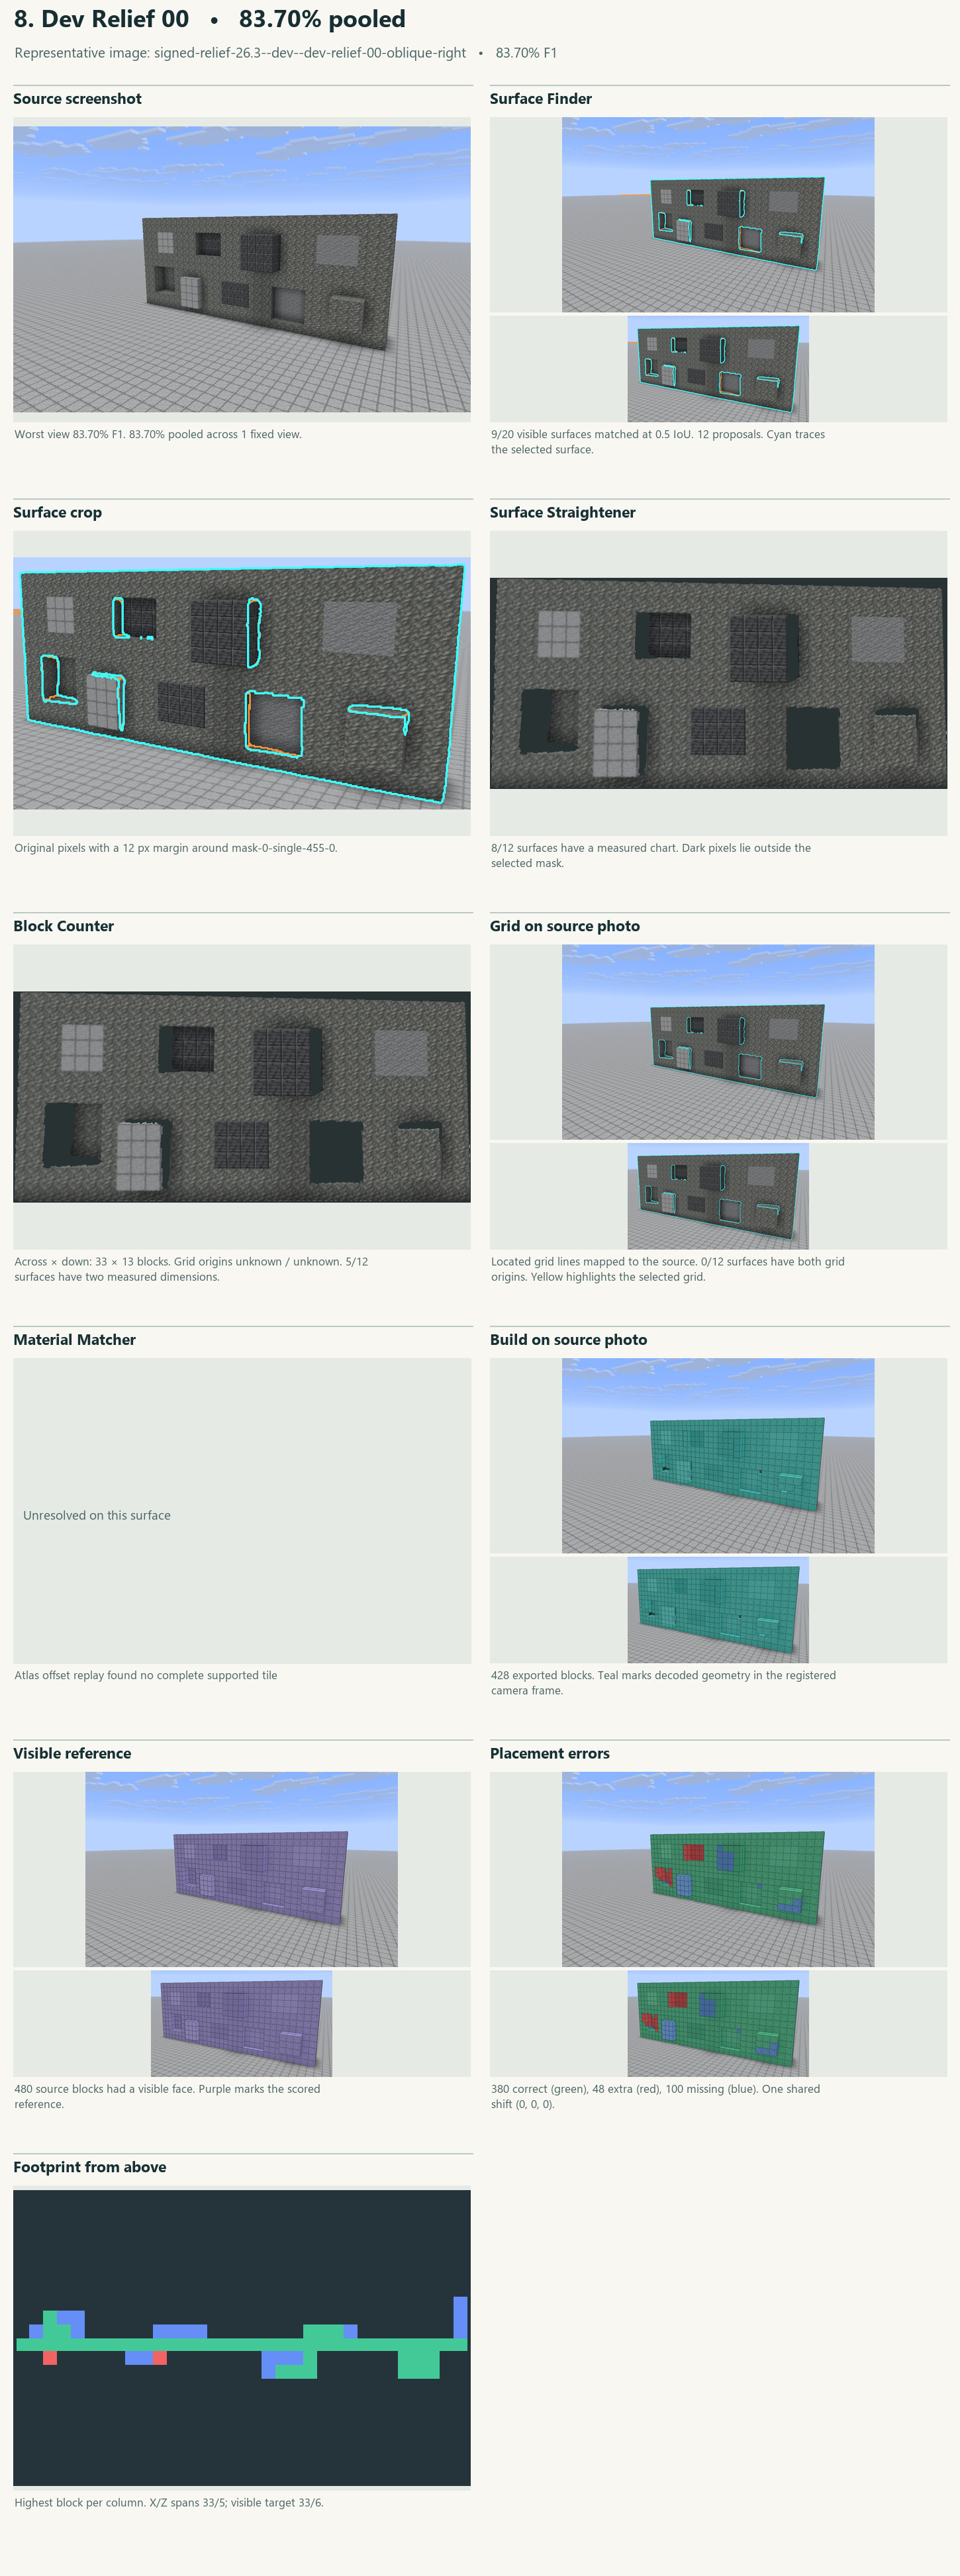 8. Dev Relief 00 • 83.70% pooled
Representative image: signed-relief-26.3--dev--dev-relief-00-oblique-right • 83.70% F1
Source screenshot
Surface Finder
Worst view 83.70% F1. 83.70% pooled across 1 fixed view.
9/20 visible surfaces matched at 0.5 IoU. 12 proposals. Cyan traces
the selected surface.
Surface crop
Surface Straightener
Original pixels with a 12 px margin around mask-0-single-455-0.
8/12 surfaces have a measured chart. Dark pixels lie outside the
selected mask.
Block Counter
Grid on source photo
Across × down: 33 × 13 blocks. Grid origins unknown / unknown. 5/12
surfaces have two measured dimensions.
Located grid lines mapped to the source. 0/12 surfaces have both grid
origins. Yellow highlights the selected grid.
Material Matcher
Build on source photo
Unresolved on this surface
Atlas offset replay found no complete supported tile
428 exported blocks. Teal marks decoded geometry in the registered
camera frame.
Visible reference
Placement errors
480 source blocks had a visible face. Purple marks the scored
reference.
380 correct (green), 48 extra (red), 100 missing (blue). One shared
shift (0, 0, 0).
Footprint from above
Highest block per column. X/Z spans 33/5; visible target 33/6.